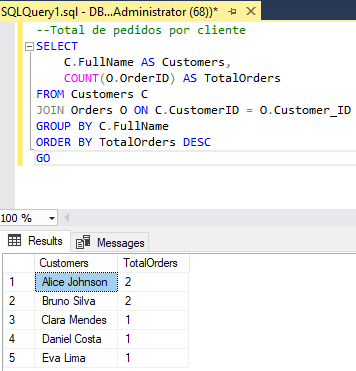 SQLQuery1.sql - DB...Administrator (68))*
--Total de pedidos por cliente
SELECT
C.FullName AS Customers,
COUNT(O.OrderID) AS TotalOrders
FROM Customers C
JOIN Orders O ON C.CustomerID = O.Customer_ID
GROUP BY C.FullName
ORDER BY TotalOrders DESC
GO
100 %
Results Messages
Customers TotalOrders
1 Alice Johnson 2
2 Bruno Silva 2
3 Clara Mendes 1
4 Daniel Costa 1
5 Eva Lima 1